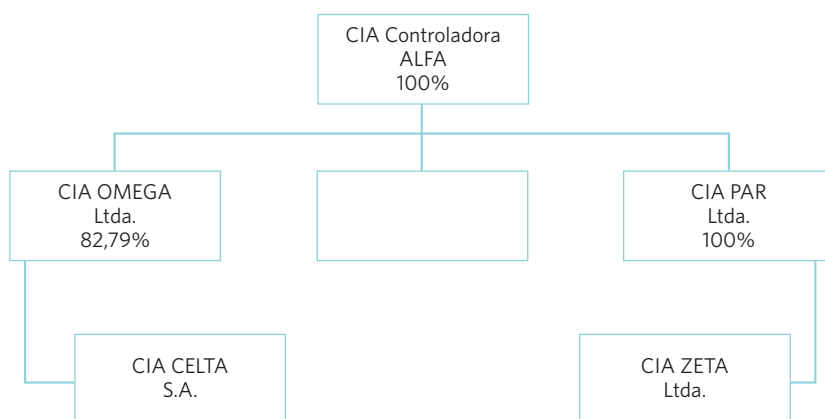 CIA Controladora
ALFA
100%
CIA OMEGA
Ltda.
82,79%
CIA PAR
Ltda.
100%
CIA CELTA
S.A.
CIA ZETA
Ltda.